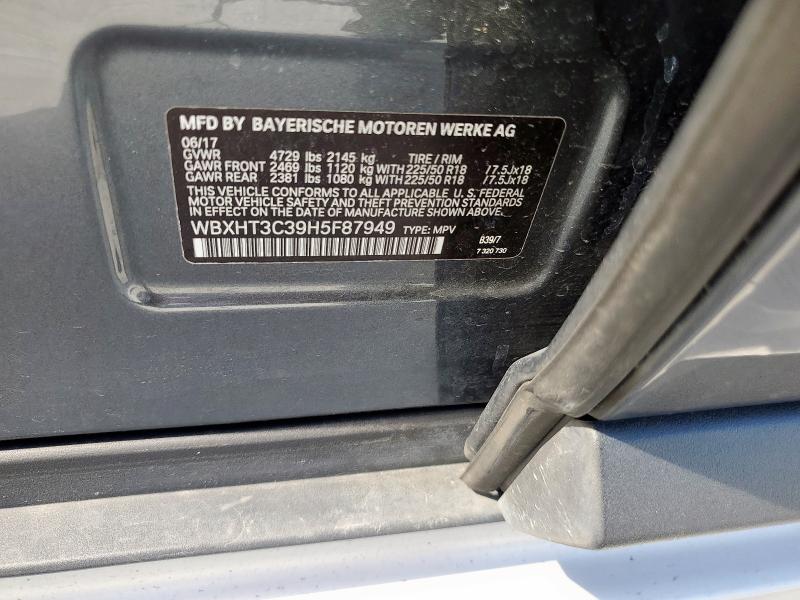 MFD BY BAYERISCHE MOTOREN WERKE AG
06/17
GVWR 4729 lbs 2145 kg TIRE / RIM
GAWR FRONT 2469 lbs 1120 kg WITH 225/50 R18 /7.5Jx18
GAWR REAR 2381 lbs 1080 kg WITH 225/50 R18 /7.5Jx18
THIS VEHICLE CONFORMS TO ALL APPLICABLE U.S. FEDERAL
MOTOR VEHICLE SAFETY AND THEFT PREVENTION STANDARDS
IN EFFECT ON THE DATE OF MANUFACTURE SHOWN ABOVE.
WBXHT3C39H5F87949 TYPE: MPV B39/7
7 320 730